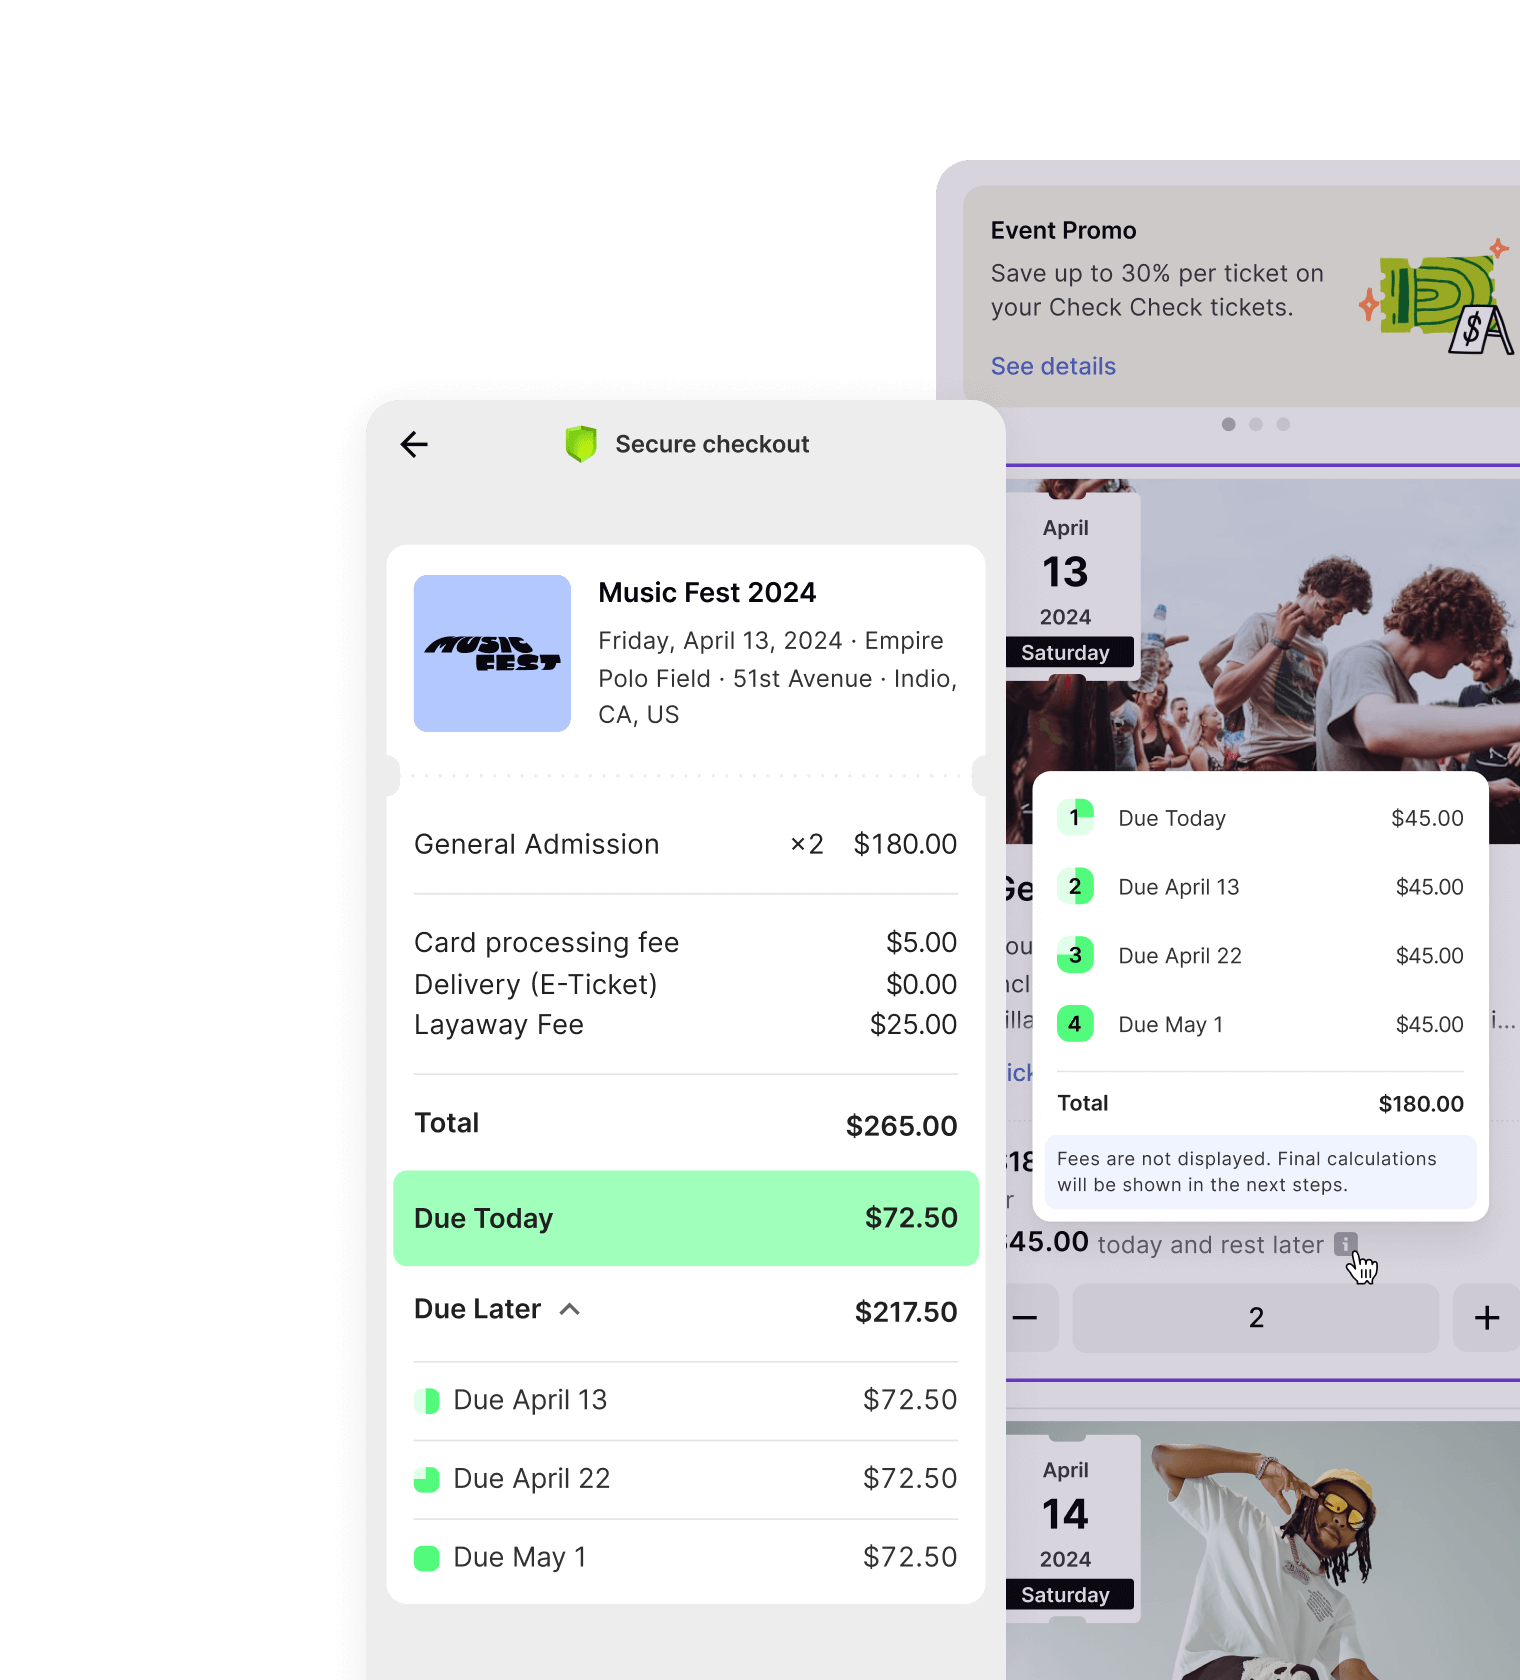 Event Promo
Save up to 30% per ticket on
your Check Check tickets.
See details
$
Secure checkout
MUSIC
FEST
Music Fest 2024
Friday, April 13, 2024 · Empire
Polo Field · 51st Avenue · Indio,
CA, US
General Admission ×2 $180.00
Card processing fee $5.00
Delivery (E-Ticket) $0.00
Layaway Fee $25.00
Total $265.00
Due Today $72.50
Due Later $217.50
Due April 13 $72.50
Due April 22 $72.50
Due May 1 $72.50
April
13
2024
Saturday
1 Due Today $45.00
2 Due April 13 $45.00
3 Due April 22 $45.00
4 Due May 1 $45.00
Total $180.00
Fees are not displayed. Final calculations
will be shown in the next steps.
45.00 today and rest later i
− 2 +
April
14
2024
Saturday